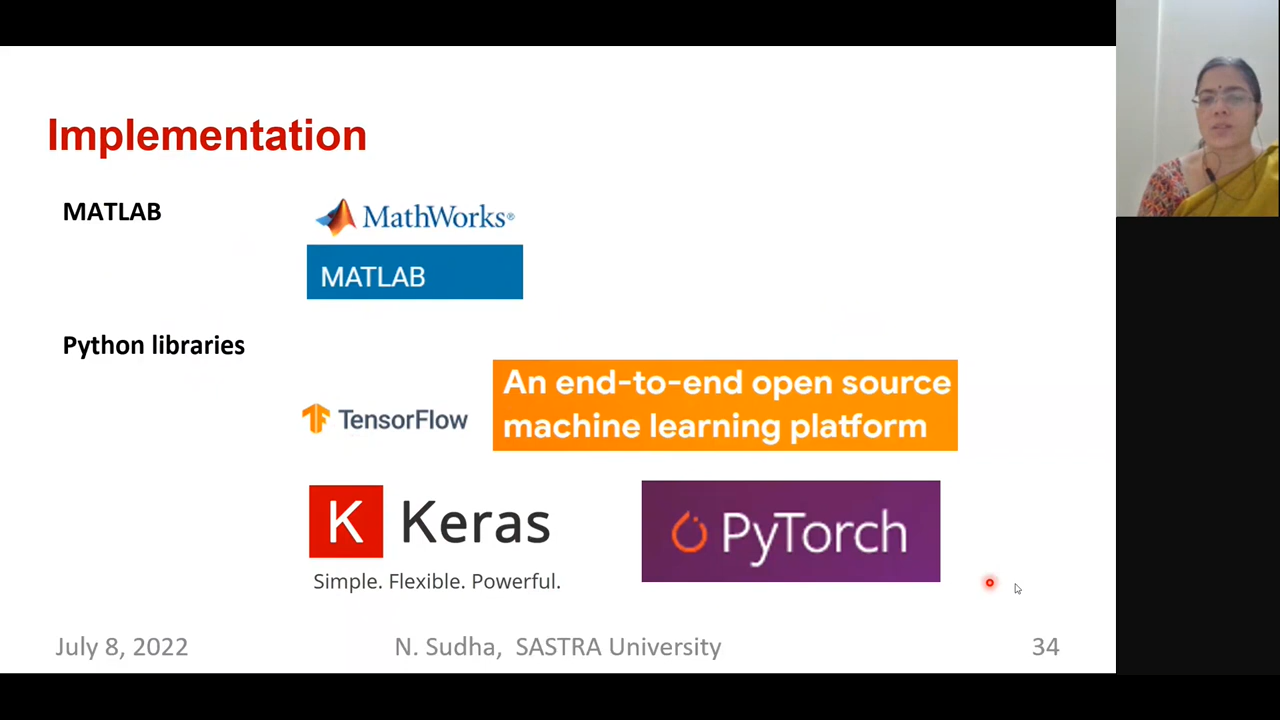 Implementation
MATLAB
MathWorks®
MATLAB
Python libraries
TensorFlow
An end-to-end open source
machine learning platform
K Keras
Simple. Flexible. Powerful.
PyTorch
July 8, 2022
N. Sudha, SASTRA University
34